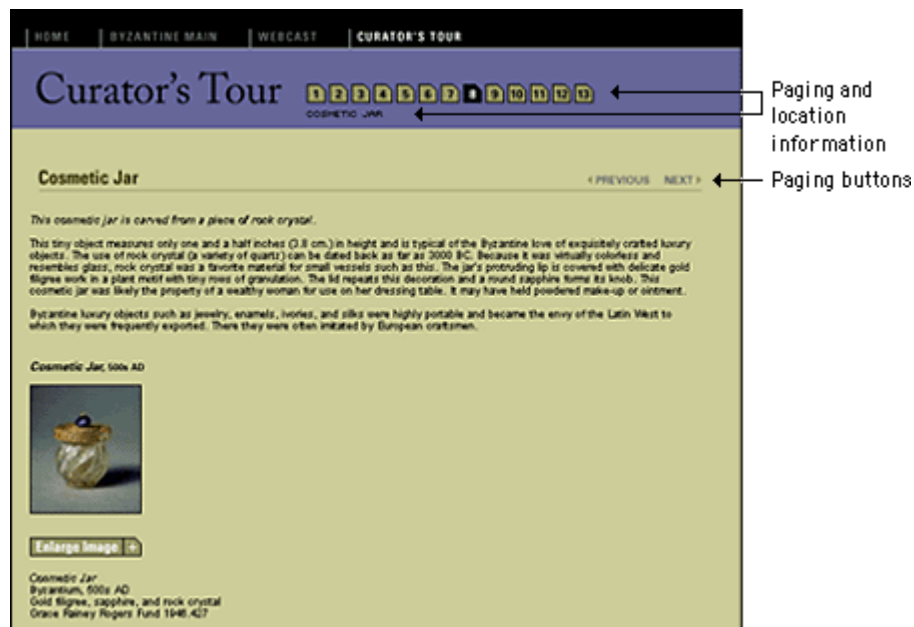 HOME BYZANTINE MAIN WEBCAST CURATOR'S TOUR
Curator's Tour 1 2 3 4 5 6 7 8 9 10 11 12 13
COSMETIC JAR
Paging and
location
information
Cosmetic Jar PREVIOUS NEXT
Paging buttons
This cosmetic jar is carved from a piece of rock crystal.
This tiny object measures only one and a half inches (3.8 cm.) in height and is typical of the Byzantine love of exquisitely crafted luxury
objects. The use of rock crystal (a variety of quartz) can be dated back as far as 3000 BC. Because it was virtually colorless and
resembles glass, rock crystal was a favorite material for small vessels such as this. The jar's protruding lip is covered with delicate gold
filigree work in a plant motif with tiny rows of granulation. The lid repeats this decoration and a round sapphire forms its knob. This
cosmetic jar was likely the property of a wealthy woman for use on her dressing table. It may have held powdered make-up or ointment.
Byzantine luxury objects such as jewelry, enamels, ivories, and silks were highly portable and became the envy of the Latin West to
which they were frequently exported. There they were often imitated by European craftsmen.
Cosmetic Jar, 500s AD
Enlarge Image +
Cosmetic Jar
Byzantium, 500s AD
Gold filigree, sapphire, and rock crystal
Grace Rainey Rogers Fund 1946.427